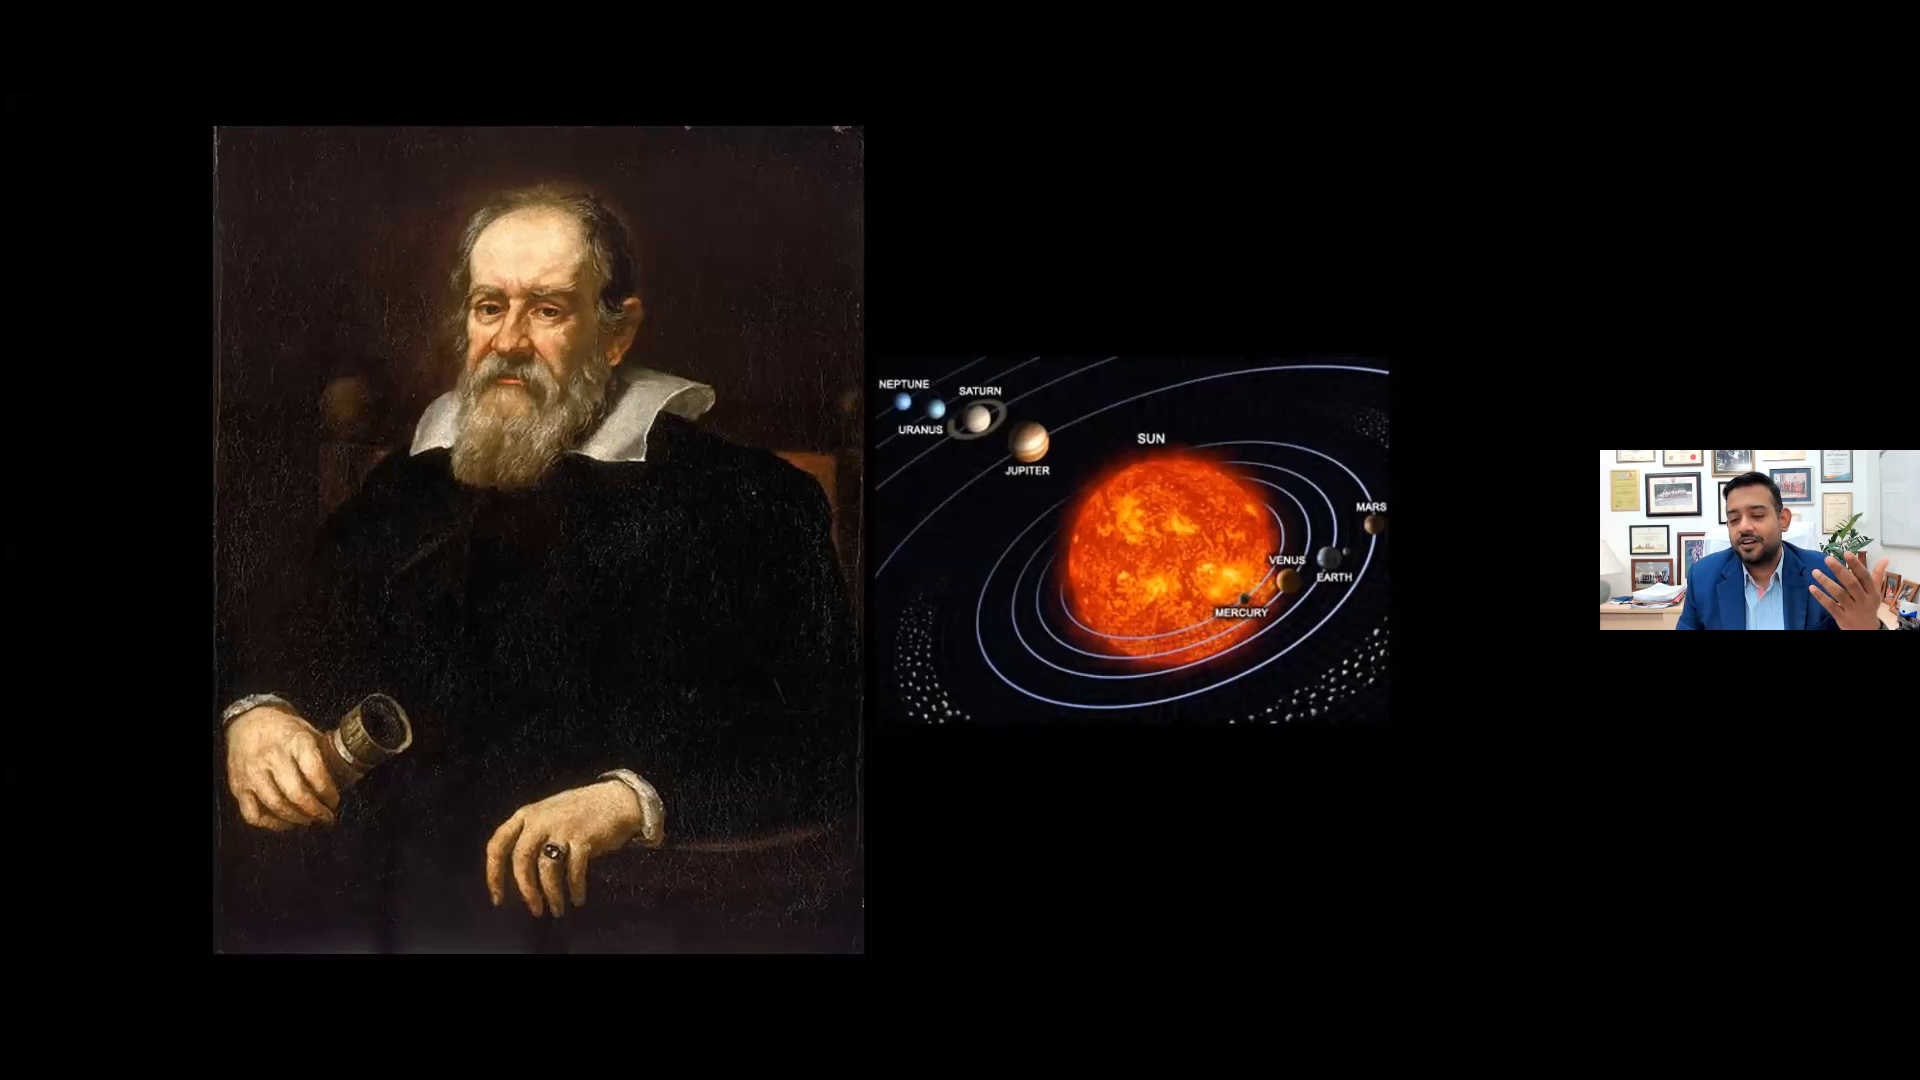 NEPTUNE
SATURN
URANUS
JUPITER
SUN
MARS
VENUS
EARTH
MERCURY